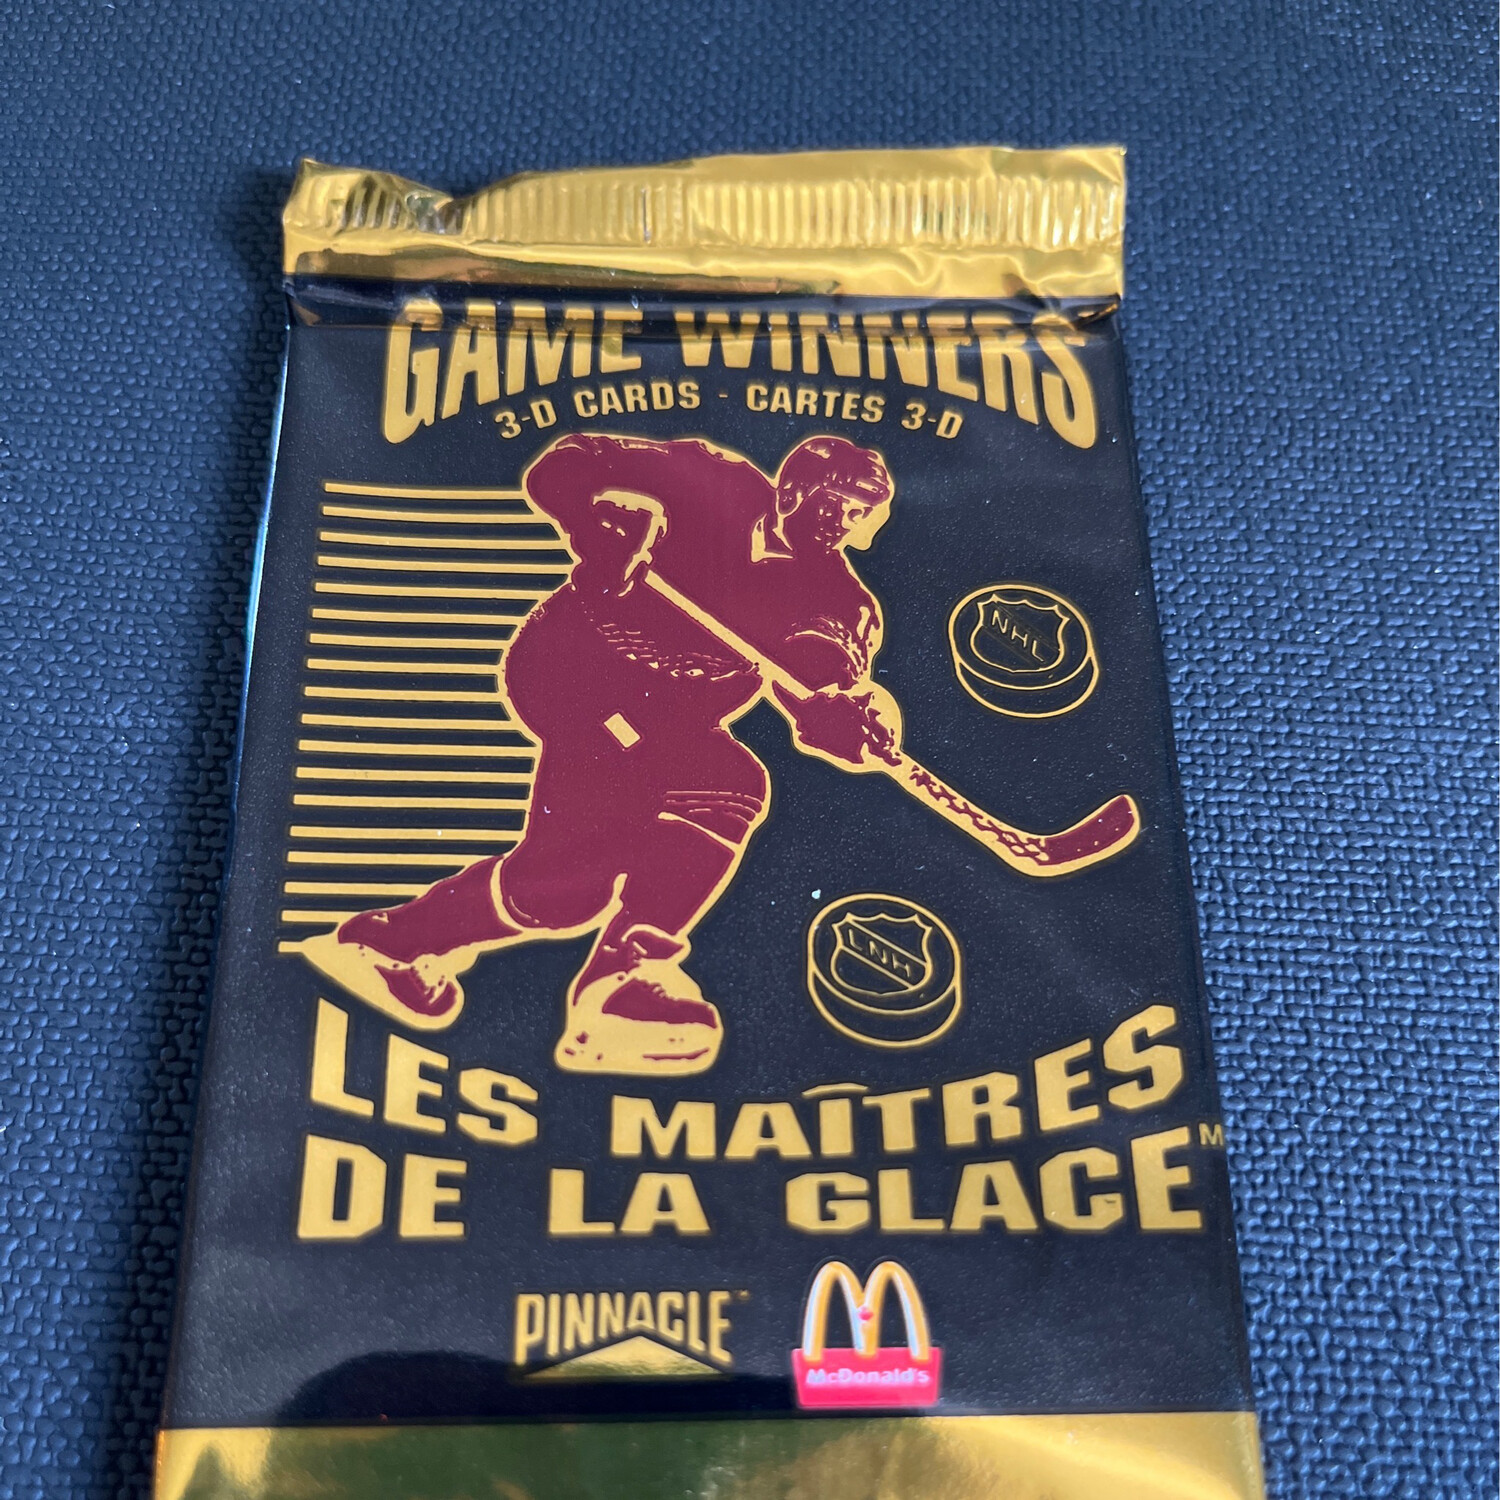 GAME WINNERS
3-D CARDS - CARTES 3-D
NHL
LNH
LES MAÎTRES
DE LA GLACE™
PINNACLE™
McDonald's